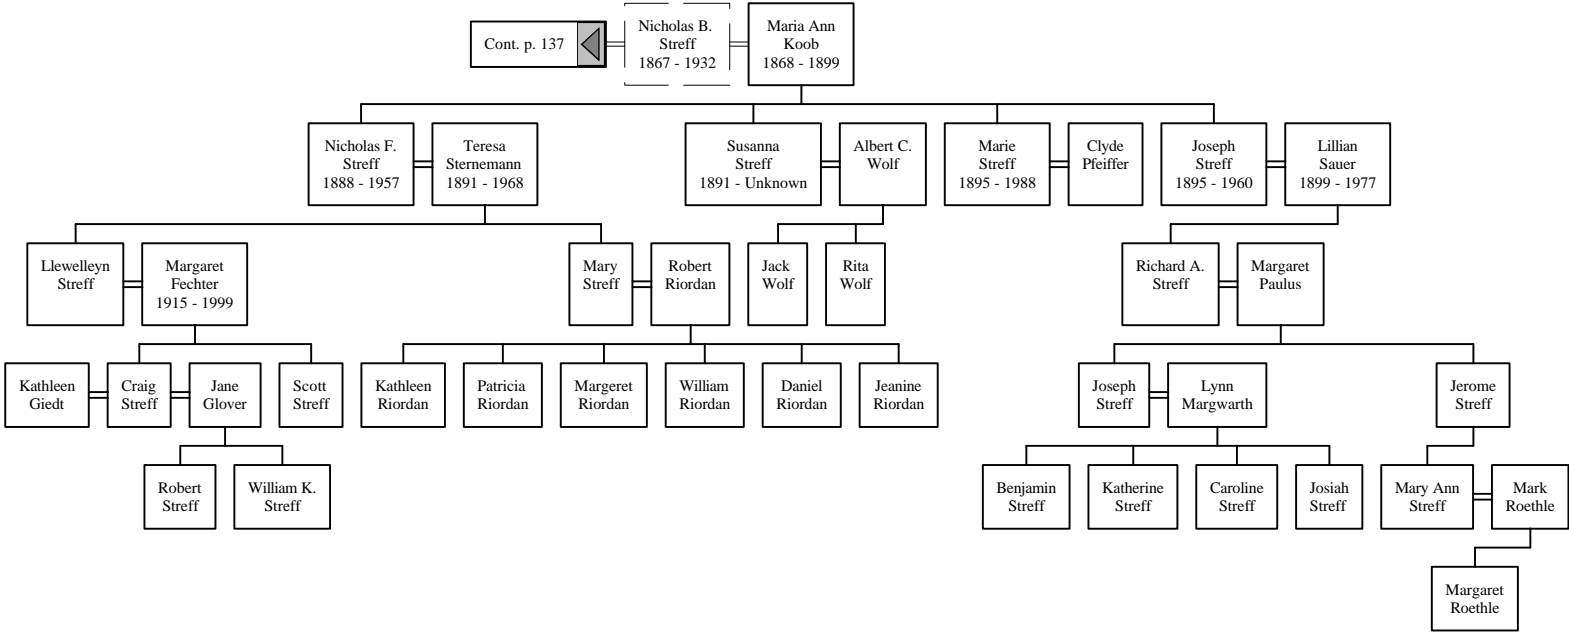 Cont. p. 137
Nicholas B.
Streff
1867 - 1932
Maria Ann
Koob
1868 - 1899
Nicholas F.
Streff
1888 - 1957
Teresa
Sternemann
1891 - 1968
Susanna
Streff
1891 - Unknown
Albert C.
Wolf
Marie
Streff
1895 - 1988
Clyde
Pfeiffer
Joseph
Streff
1895 - 1960
Lillian
Sauer
1899 - 1977
Llewelleyn
Streff
Margaret
Fechter
1915 - 1999
Mary
Streff
Robert
Riordan
Jack
Wolf
Rita
Wolf
Richard A.
Streff
Margaret
Paulus
Kathleen
Giedt
Craig
Streff
Jane
Glover
Scott
Streff
Kathleen
Riordan
Patricia
Riordan
Margeret
Riordan
William
Riordan
Daniel
Riordan
Jeanine
Riordan
Joseph
Streff
Lynn
Margwarth
Jerome
Streff
Robert
Streff
William K.
Streff
Benjamin
Streff
Katherine
Streff
Caroline
Streff
Josiah
Streff
Mary Ann
Streff
Mark
Roethle
Margaret
Roethle